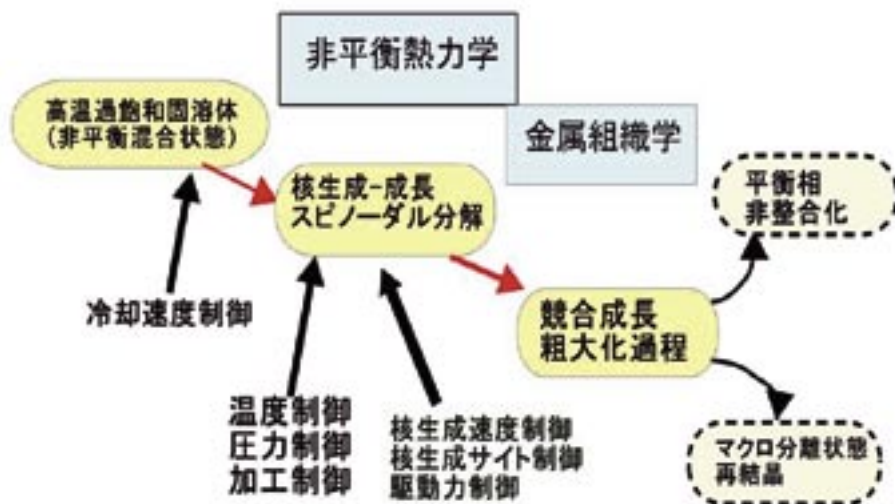 非平衡熱力学
高温過飽和固溶体
(非平衡混合状態)
金属組織学
核生成-成長
スピノーダル分解
平衡相
非整合化
冷却速度制御
競合成長
粗大化過程
温度制御
圧力制御
加工制御
核生成速度制御
核生成サイト制御
駆動力制御
マクロ分離状態
再結晶